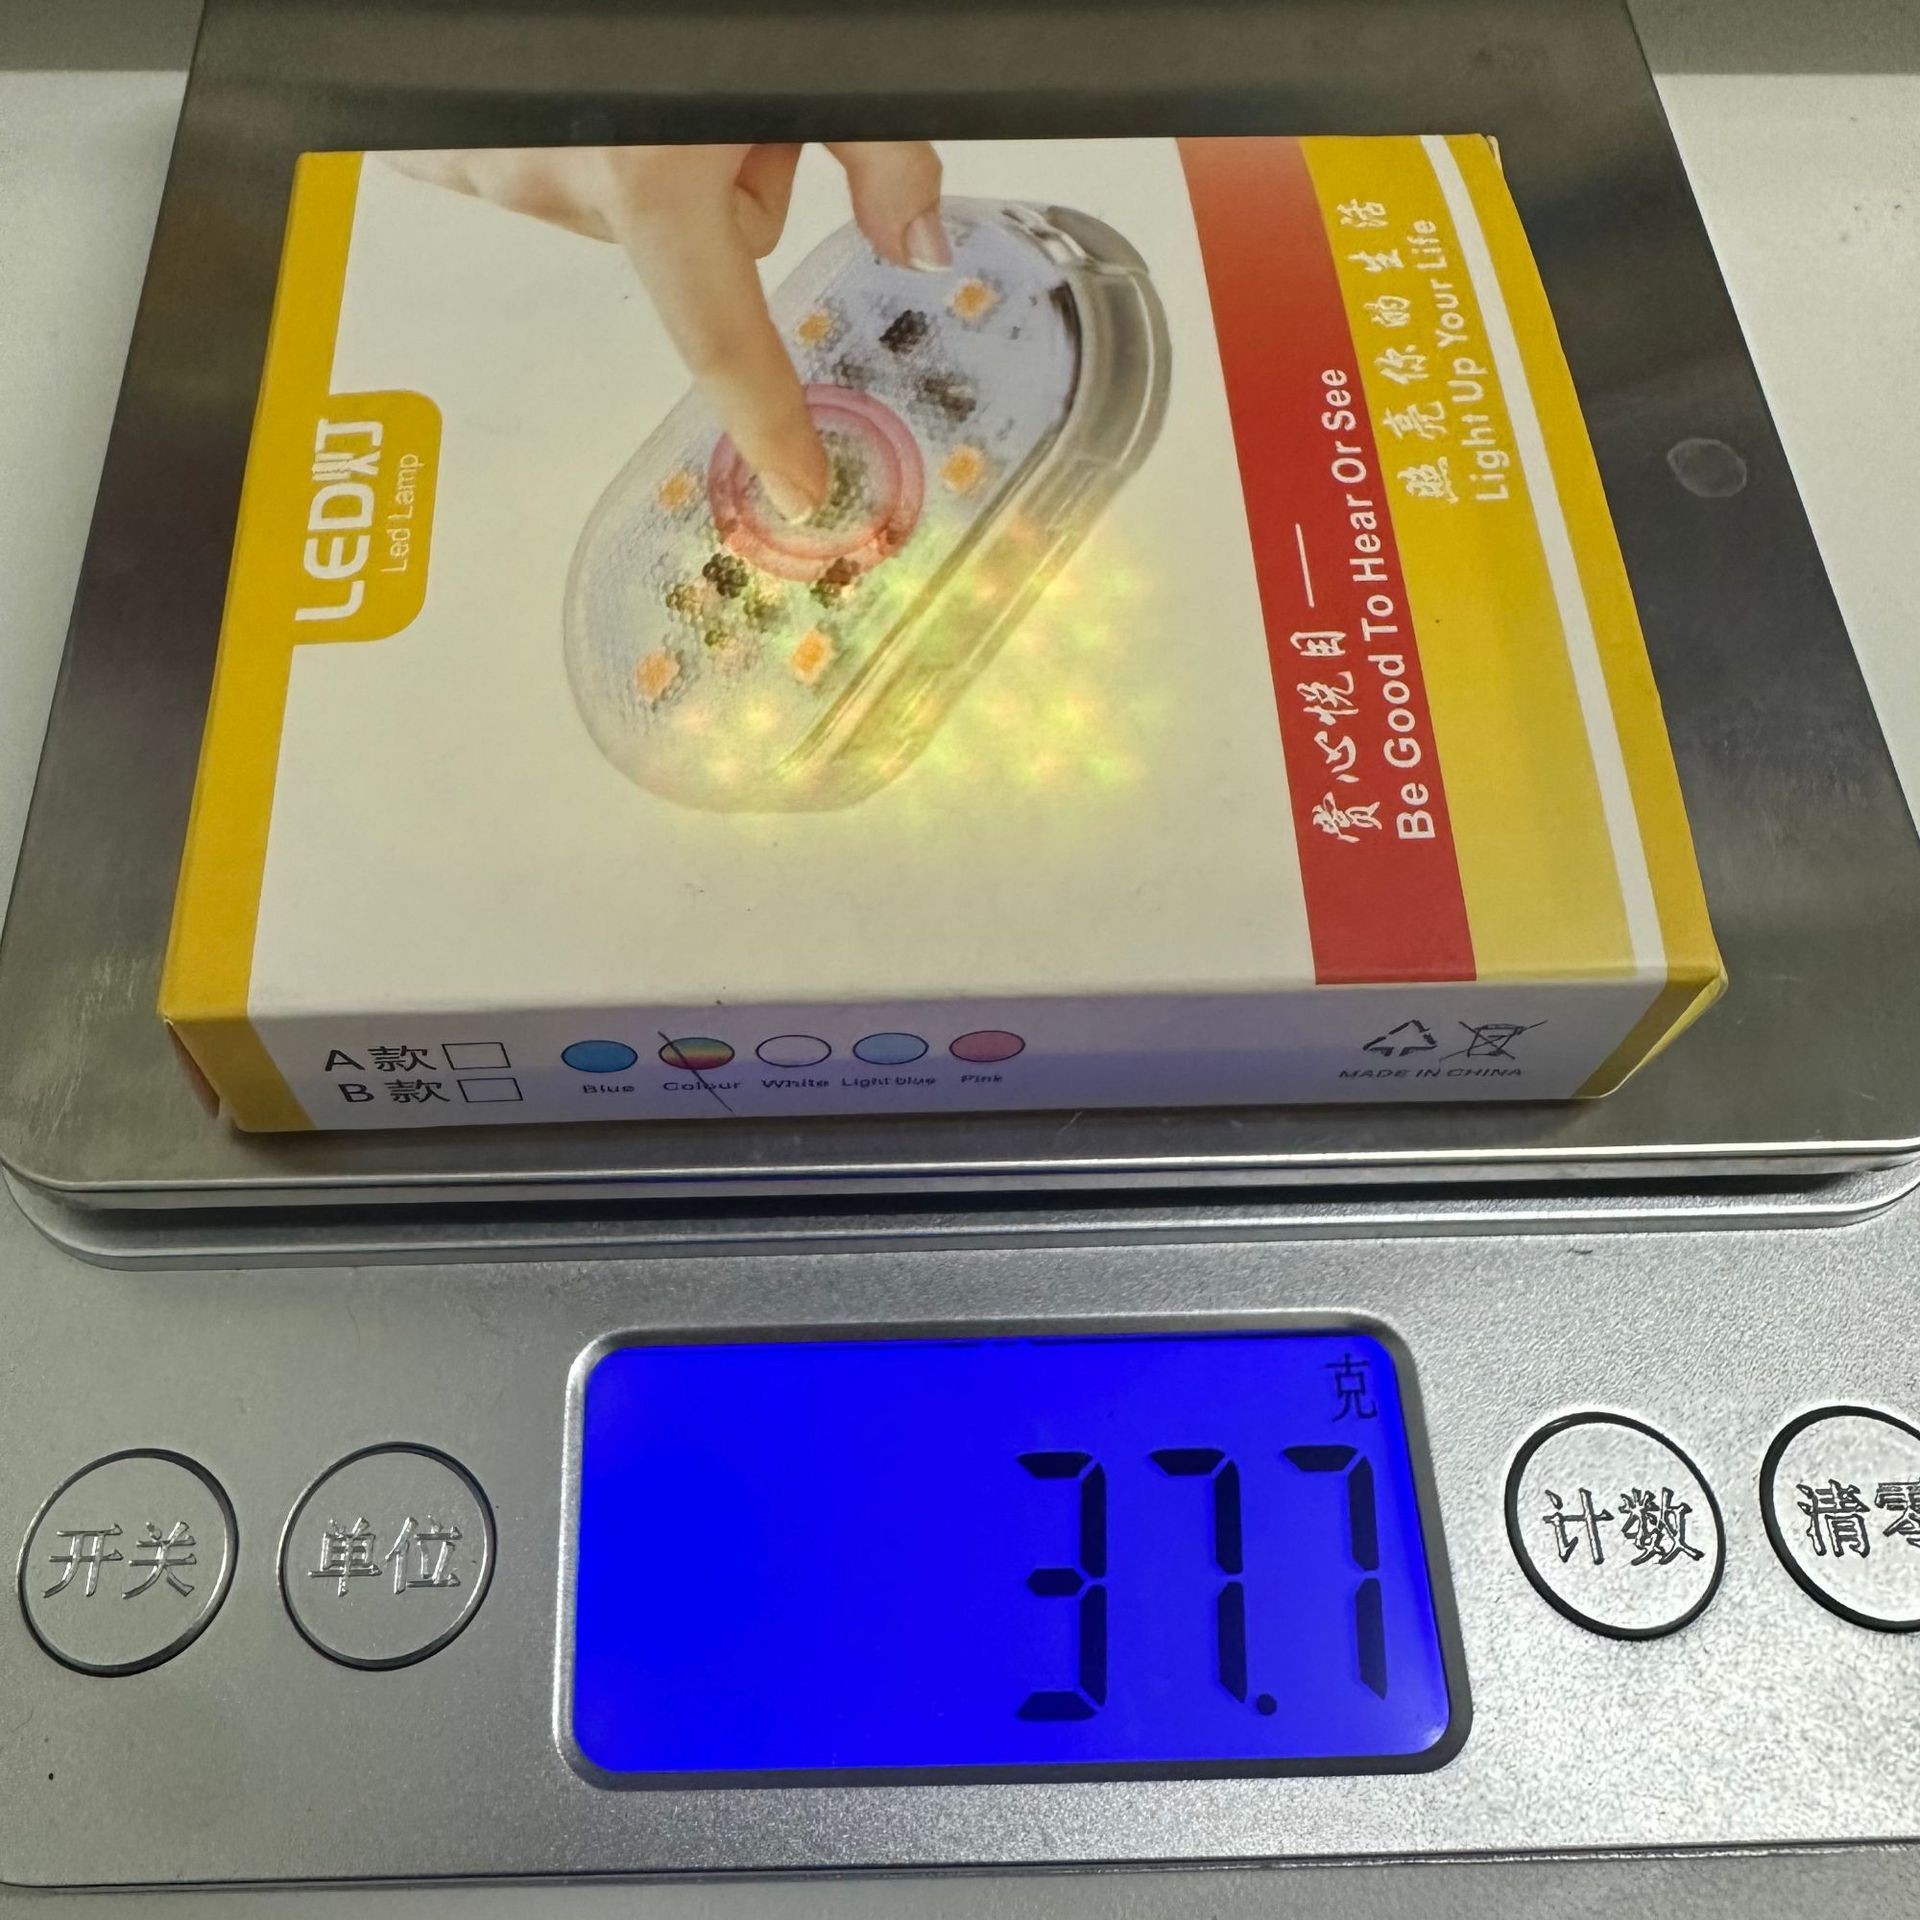 LED灯
Led Lamp
赏心悦目
Be Good To Hear Or See
照亮你的生活
Light Up Your Life
A款
B款
Blue
Colour
White
Light blue
Pink
MADE IN CHINA
克
37.7
开关
单位
计数
清零